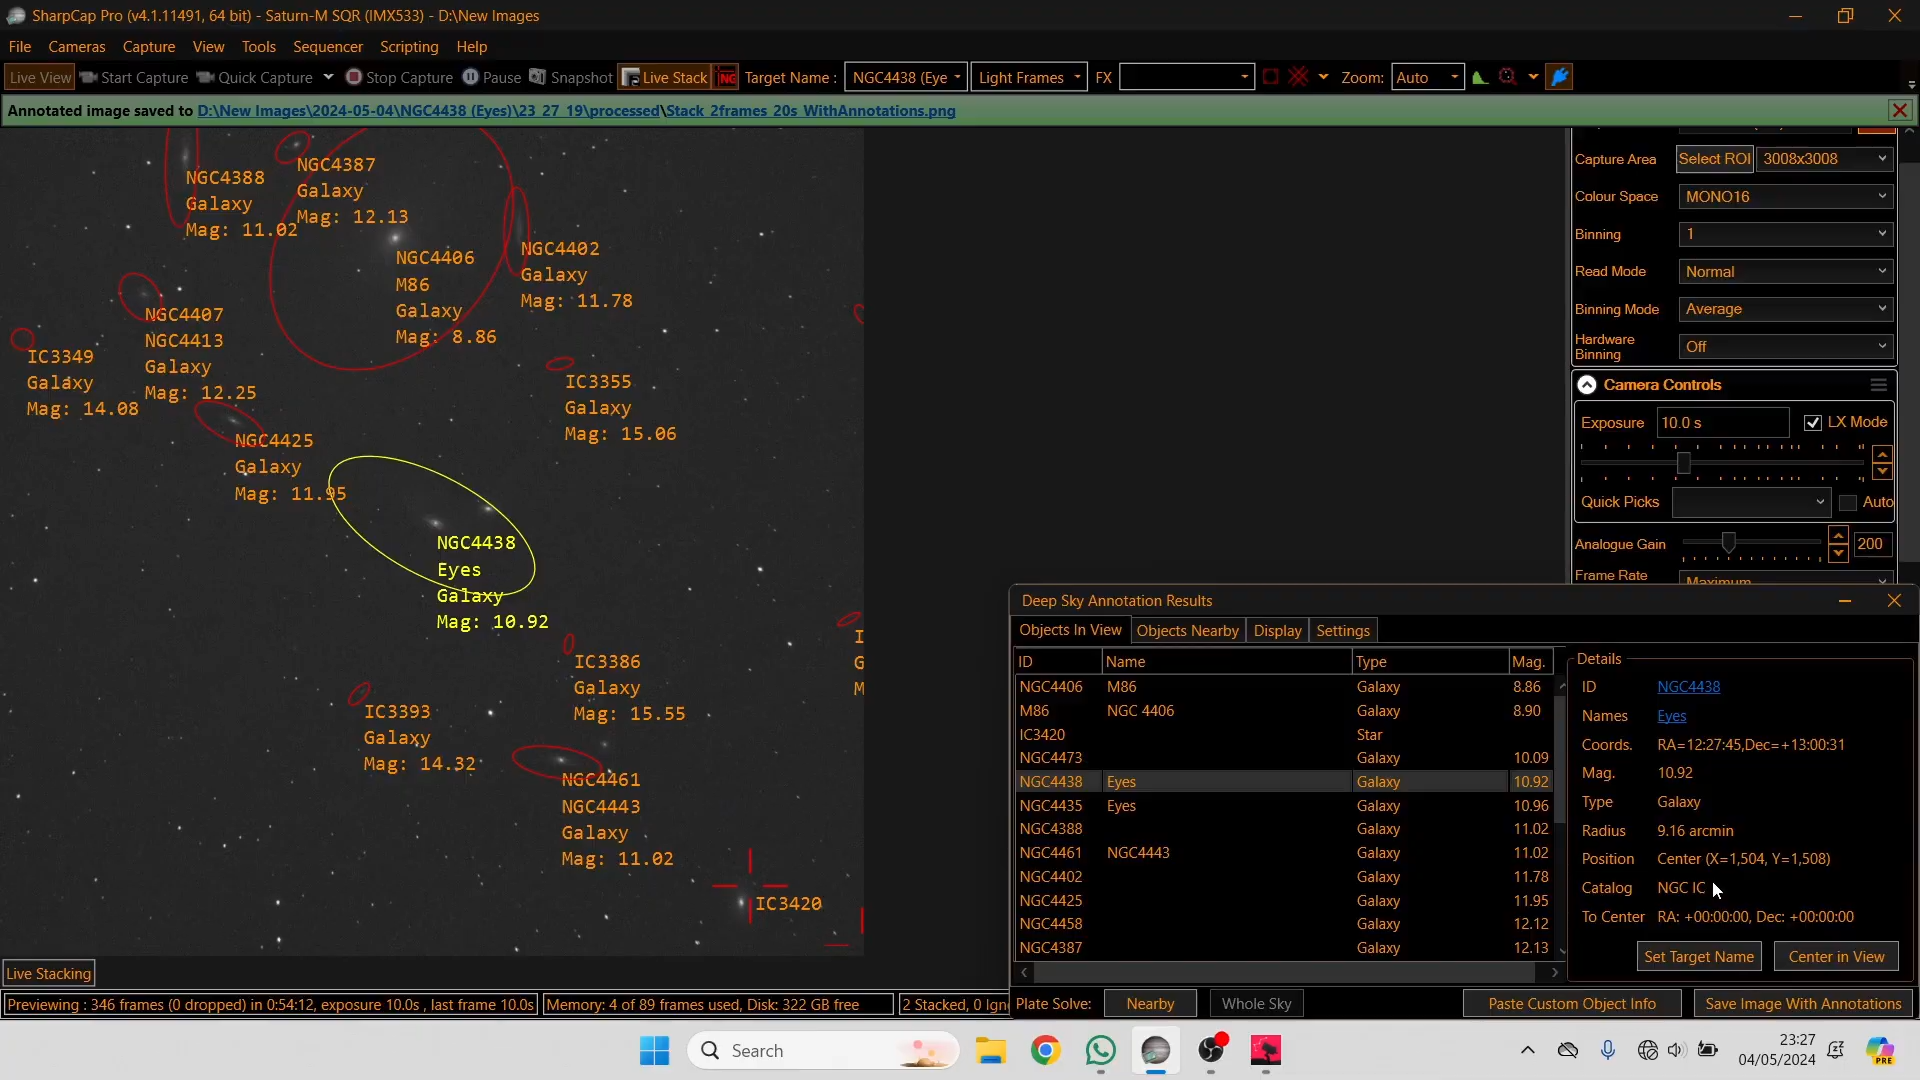 SharpCap Pro (v4.1.11491, 64 bit) - Saturn-M SQR (IMX533) - D:\New Images
File Cameras Capture View Tools Sequencer Scripting Help
Live View Start Capture Quick Capture Stop Capture Pause Snapshot Live Stack Target Name : NGC4438 (Eye Light Frames FX Zoom: Auto
Annotated image saved to D:\New Images\2024-05-04\NGC4438 (Eyes)\23_27_19\processed\Stack_2frames_20s_WithAnnotations.png
NGC4388
Galaxy
Mag: 11.02
NGC4387
Galaxy
Mag: 12.13
NGC4406
M86
Galaxy
Mag: 8.86
NGC4402
Galaxy
Mag: 11.78
NGC4407
NGC4413
Galaxy
Mag: 12.25
IC3349
Galaxy
Mag: 14.08
IC3355
Galaxy
Mag: 15.06
NGC4425
Galaxy
Mag: 11.95
NGC4438
Eyes
Galaxy
Mag: 10.92
IC3386
Galaxy
Mag: 15.55
I
G
M
IC3393
Galaxy
Mag: 14.32
NGC4461
NGC4443
Galaxy
Mag: 11.02
IC3420
Capture Area Select ROI 3008x3008
Colour Space MONO16
Binning 1
Read Mode Normal
Binning Mode Average
Hardware Binning Off
Camera Controls
Exposure 10.0 s LX Mode
Quick Picks Auto
Analogue Gain 200
Frame Rate Maximum
Deep Sky Annotation Results
Objects In View Objects Nearby Display Settings
ID Name Type Mag.
NGC4406 M86 Galaxy 8.86
M86 NGC 4406 Galaxy 8.90
IC3420 Star
NGC4473 Galaxy 10.09
NGC4438 Eyes Galaxy 10.92
NGC4435 Eyes Galaxy 10.96
NGC4388 Galaxy 11.02
NGC4461 NGC4443 Galaxy 11.02
NGC4402 Galaxy 11.78
NGC4425 Galaxy 11.95
NGC4458 Galaxy 12.12
NGC4387 Galaxy 12.13
Details
ID NGC4438
Names Eyes
Coords. RA=12:27:45,Dec=+13:00:31
Mag. 10.92
Type Galaxy
Radius 9.16 arcmin
Position Center (X=1,504, Y=1,508)
Catalog NGC IC
To Center RA: +00:00:00, Dec: +00:00:00
Set Target Name Center in View
Plate Solve: Nearby Whole Sky Paste Custom Object Info Save Image With Annotations
Live Stacking
Previewing : 346 frames (0 dropped) in 0:54:12, exposure 10.0s , last frame 10.0s Memory: 4 of 89 frames used, Disk: 322 GB free 2 Stacked, 0 Ign
Search
23:27
04/05/2024
PRE